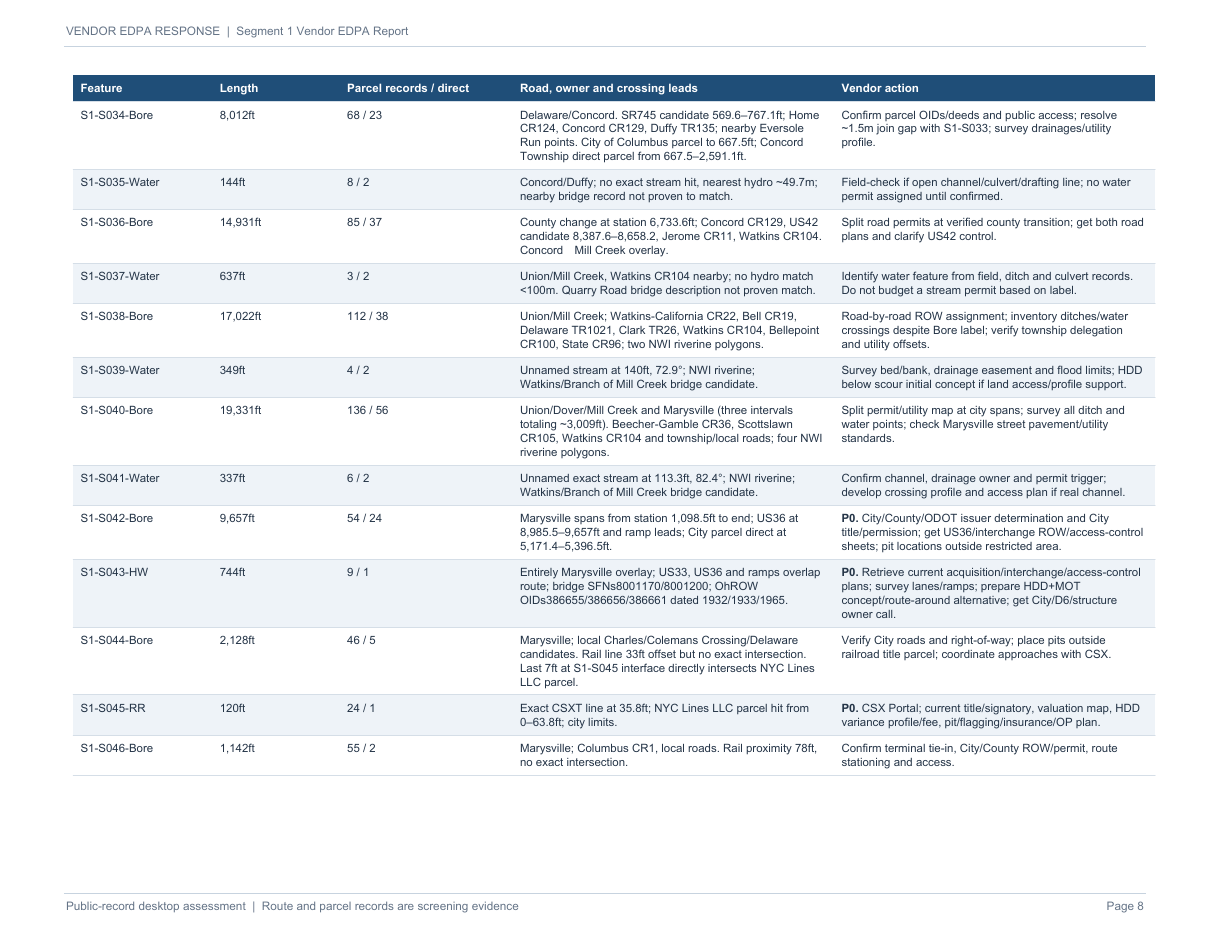 VENDOR EDPA RESPONSE | Segment 1 Vendor EDPA Report
Feature Length Parcel records / direct Road, owner and crossing leads Vendor action
S1-S034-Bore 8,012ft 68 / 23 Delaware/Concord. SR745 candidate 569.6–767.1ft; Home Confirm parcel OIDs/deeds and public access; resolve
CR124, Concord CR129, Duffy TR135; nearby Eversole ~1.5m join gap with S1-S033; survey drainages/utility
Run points. City of Columbus parcel to 667.5ft; Concord profile.
Township direct parcel from 667.5–2,591.1ft.
S1-S035-Water 144ft 8 / 2 Concord/Duffy; no exact stream hit, nearest hydro ~49.7m; Field-check if open channel/culvert/drafting line; no water
nearby bridge record not proven to match. permit assigned until confirmed.
S1-S036-Bore 14,931ft 85 / 37 County change at station 6,733.6ft; Concord CR129, US42 Split road permits at verified county transition; get both road
candidate 8,387.6–8,658.2, Jerome CR11, Watkins CR104. plans and clarify US42 control.
Concord Mill Creek overlay.
S1-S037-Water 637ft 3 / 2 Union/Mill Creek, Watkins CR104 nearby; no hydro match Identify water feature from field, ditch and culvert records.
<100m. Quarry Road bridge description not proven match. Do not budget a stream permit based on label.
S1-S038-Bore 17,022ft 112 / 38 Union/Mill Creek; Watkins-California CR22, Bell CR19, Road-by-road ROW assignment; inventory ditches/water
Delaware TR1021, Clark TR26, Watkins CR104, Bellepoint crossings despite Bore label; verify township delegation
CR100, State CR96; two NWI riverine polygons. and utility offsets.
S1-S039-Water 349ft 4 / 2 Unnamed stream at 140ft, 72.9°; NWI riverine; Survey bed/bank, drainage easement and flood limits; HDD
Watkins/Branch of Mill Creek bridge candidate. below scour initial concept if land access/profile support.
S1-S040-Bore 19,331ft 136 / 56 Union/Dover/Mill Creek and Marysville (three intervals Split permit/utility map at city spans; survey all ditch and
totaling ~3,009ft). Beecher-Gamble CR36, Scottslawn water points; check Marysville street pavement/utility
CR105, Watkins CR104 and township/local roads; four NWI standards.
riverine polygons.
S1-S041-Water 337ft 6 / 2 Unnamed exact stream at 113.3ft, 82.4°; NWI riverine; Confirm channel, drainage owner and permit trigger;
Watkins/Branch of Mill Creek bridge candidate. develop crossing profile and access plan if real channel.
S1-S042-Bore 9,657ft 54 / 24 Marysville spans from station 1,098.5ft to end; US36 at P0. City/County/ODOT issuer determination and City
8,985.5–9,657ft and ramp leads; City parcel direct at title/permission; get US36/interchange ROW/access-control
5,171.4–5,396.5ft. sheets; pit locations outside restricted area.
S1-S043-HW 744ft 9 / 1 Entirely Marysville overlay; US33, US36 and ramps overlap P0. Retrieve current acquisition/interchange/access-control
route; bridge SFNs8001170/8001200; OhROW plans; survey lanes/ramps; prepare HDD+MOT
OIDs386655/386656/386661 dated 1932/1933/1965. concept/route-around alternative; get City/D6/structure
owner call.
S1-S044-Bore 2,128ft 46 / 5 Marysville; local Charles/Colemans Crossing/Delaware Verify City roads and right-of-way; place pits outside
candidates. Rail line 33ft offset but no exact intersection. railroad title parcel; coordinate approaches with CSX.
Last 7ft at S1-S045 interface directly intersects NYC Lines
LLC parcel.
S1-S045-RR 120ft 24 / 1 Exact CSXT line at 35.8ft; NYC Lines LLC parcel hit from P0. CSX Portal; current title/signatory, valuation map, HDD
0–63.8ft; city limits. variance profile/fee, pit/flagging/insurance/OP plan.
S1-S046-Bore 1,142ft 55 / 2 Marysville; Columbus CR1, local roads. Rail proximity 78ft, Confirm terminal tie-in, City/County ROW/permit, route
no exact intersection. stationing and access.
Public-record desktop assessment | Route and parcel records are screening evidence Page 8